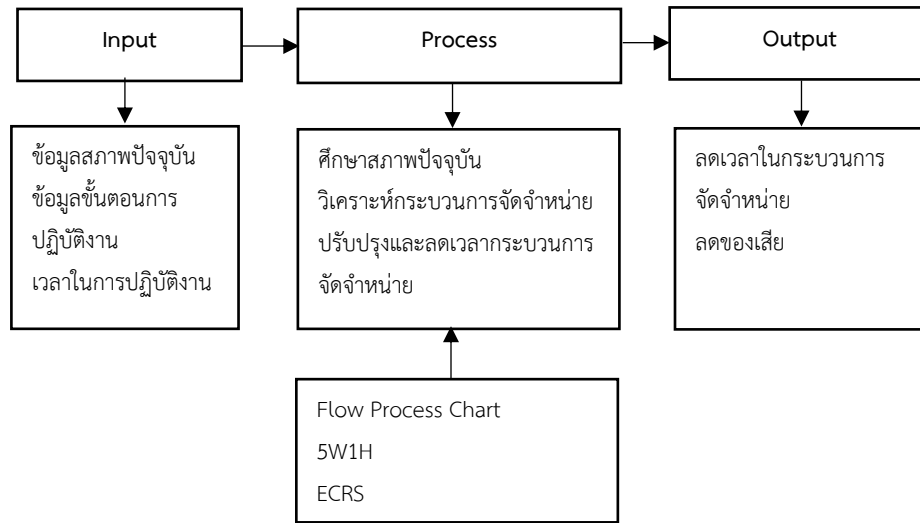 Input
Process
Output
ข้อมูลสภาพปัจจุบัน
ข้อมูลขั้นตอนการ
ปฏิบัติงาน
เวลาในการปฏิบัติงาน
ศึกษาสภาพปัจจุบัน
วิเคราะห์กระบวนการจัดจำหน่าย
ปรับปรุงและลดเวลากระบวนการ
จัดจำหน่าย
ลดเวลาในกระบวนการ
จัดจำหน่าย
ลดของเสีย
Flow Process Chart
5W1H
ECRS